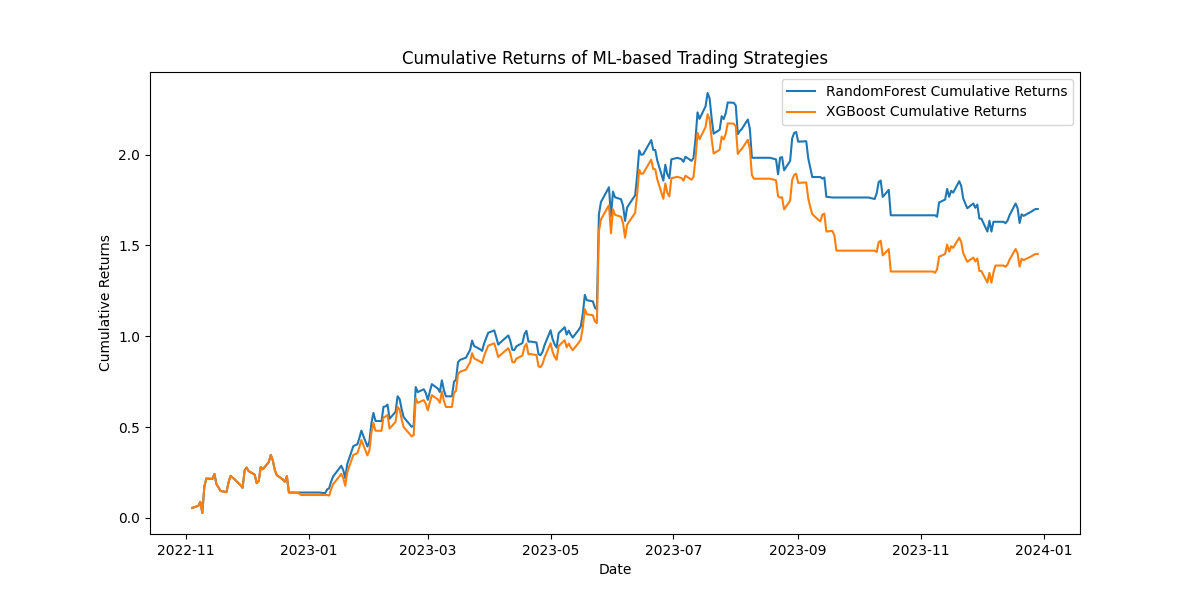 Cumulative Returns of ML-based Trading Strategies
RandomForest Cumulative Returns
XGBoost Cumulative Returns
Cumulative Returns
2.0
1.5
1.0
0.5
0.0
2022-11 2023-01 2023-03 2023-05 2023-07 2023-09 2023-11 2024-01
Date